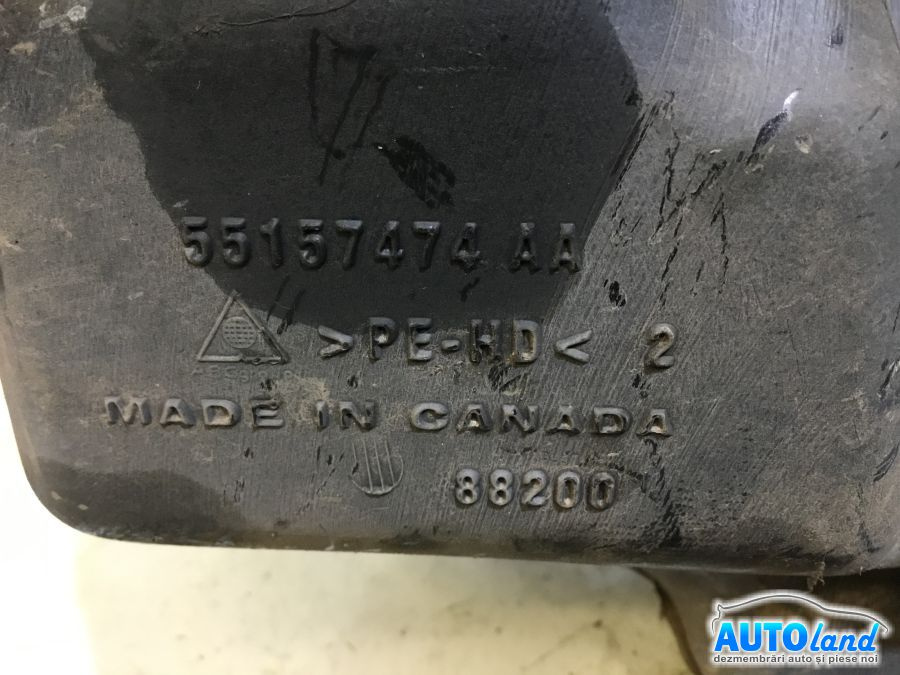 55157474 AA
>PE-HD< 2
MADE IN CANADA
88200
AUTOland
dezmembrări auto și piese noi